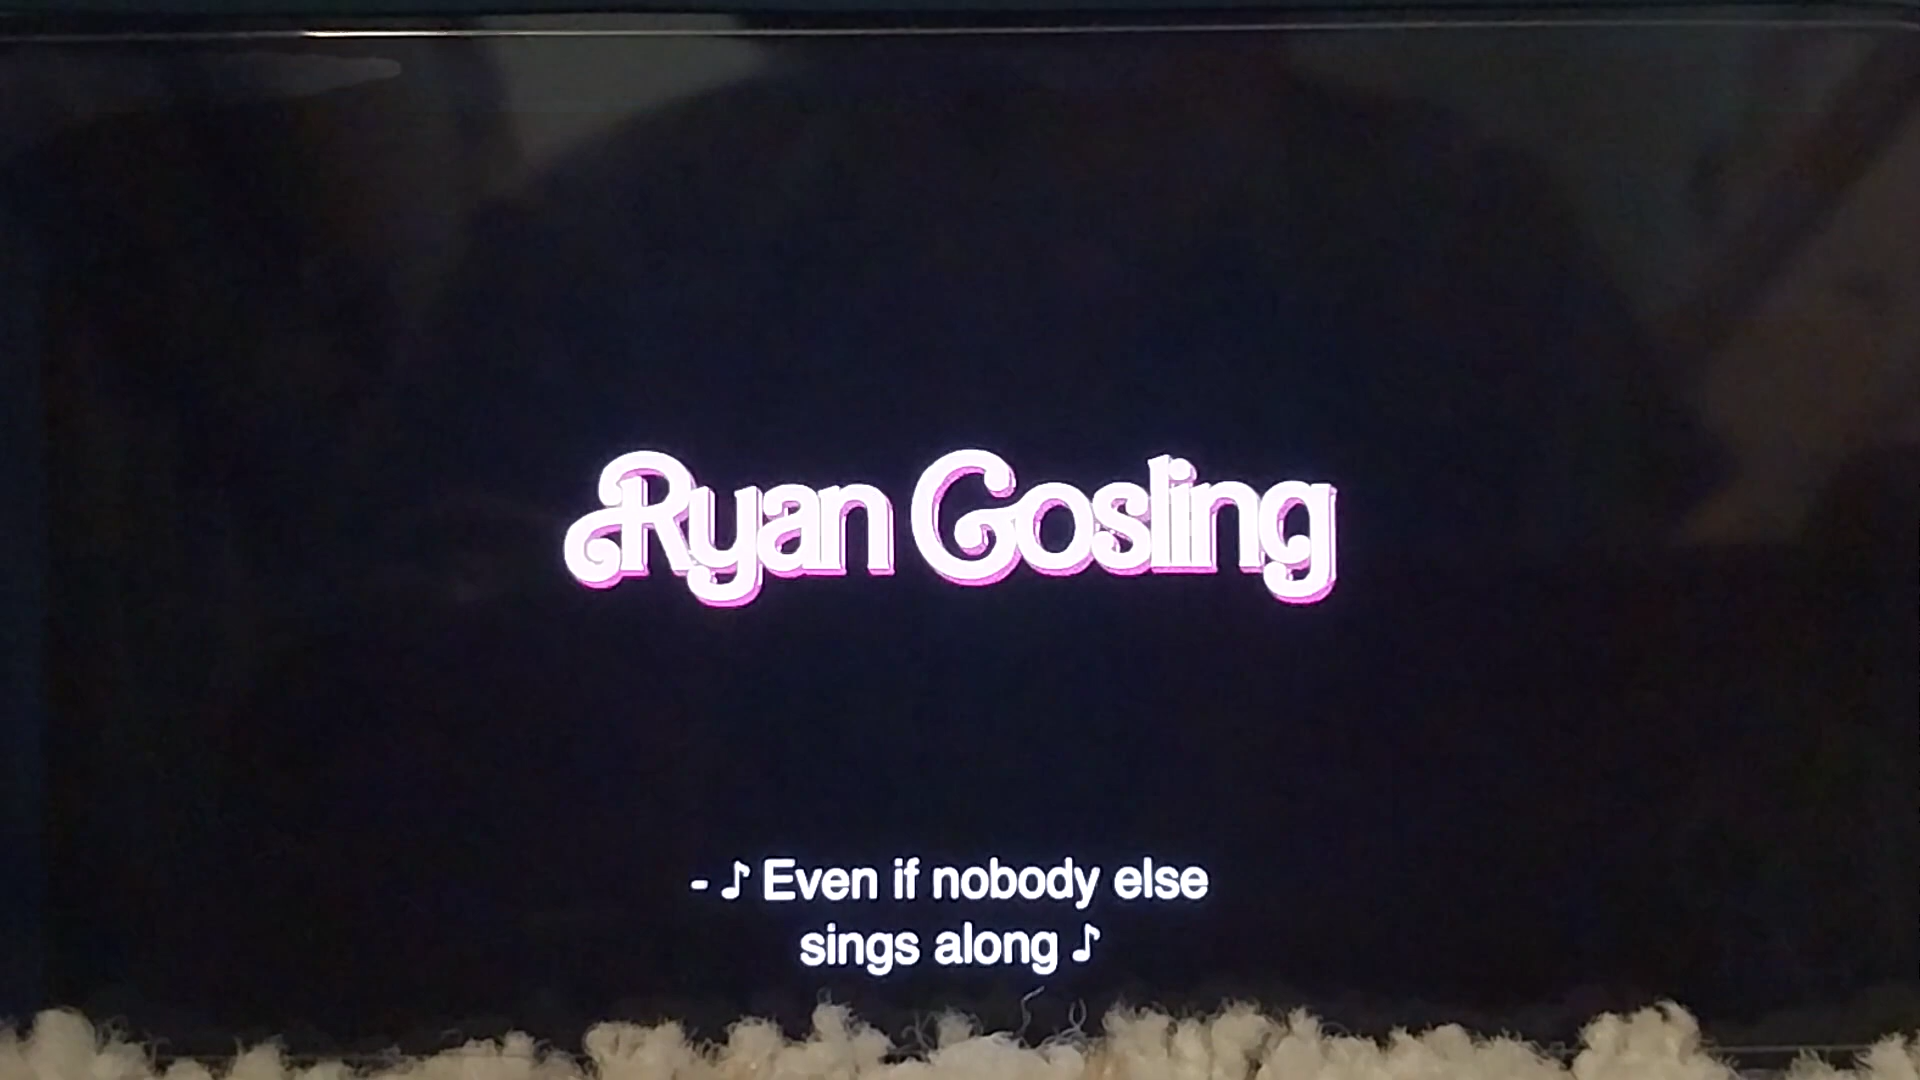 Ryan Gosling
- ♪ Even if nobody else
sings along ♪